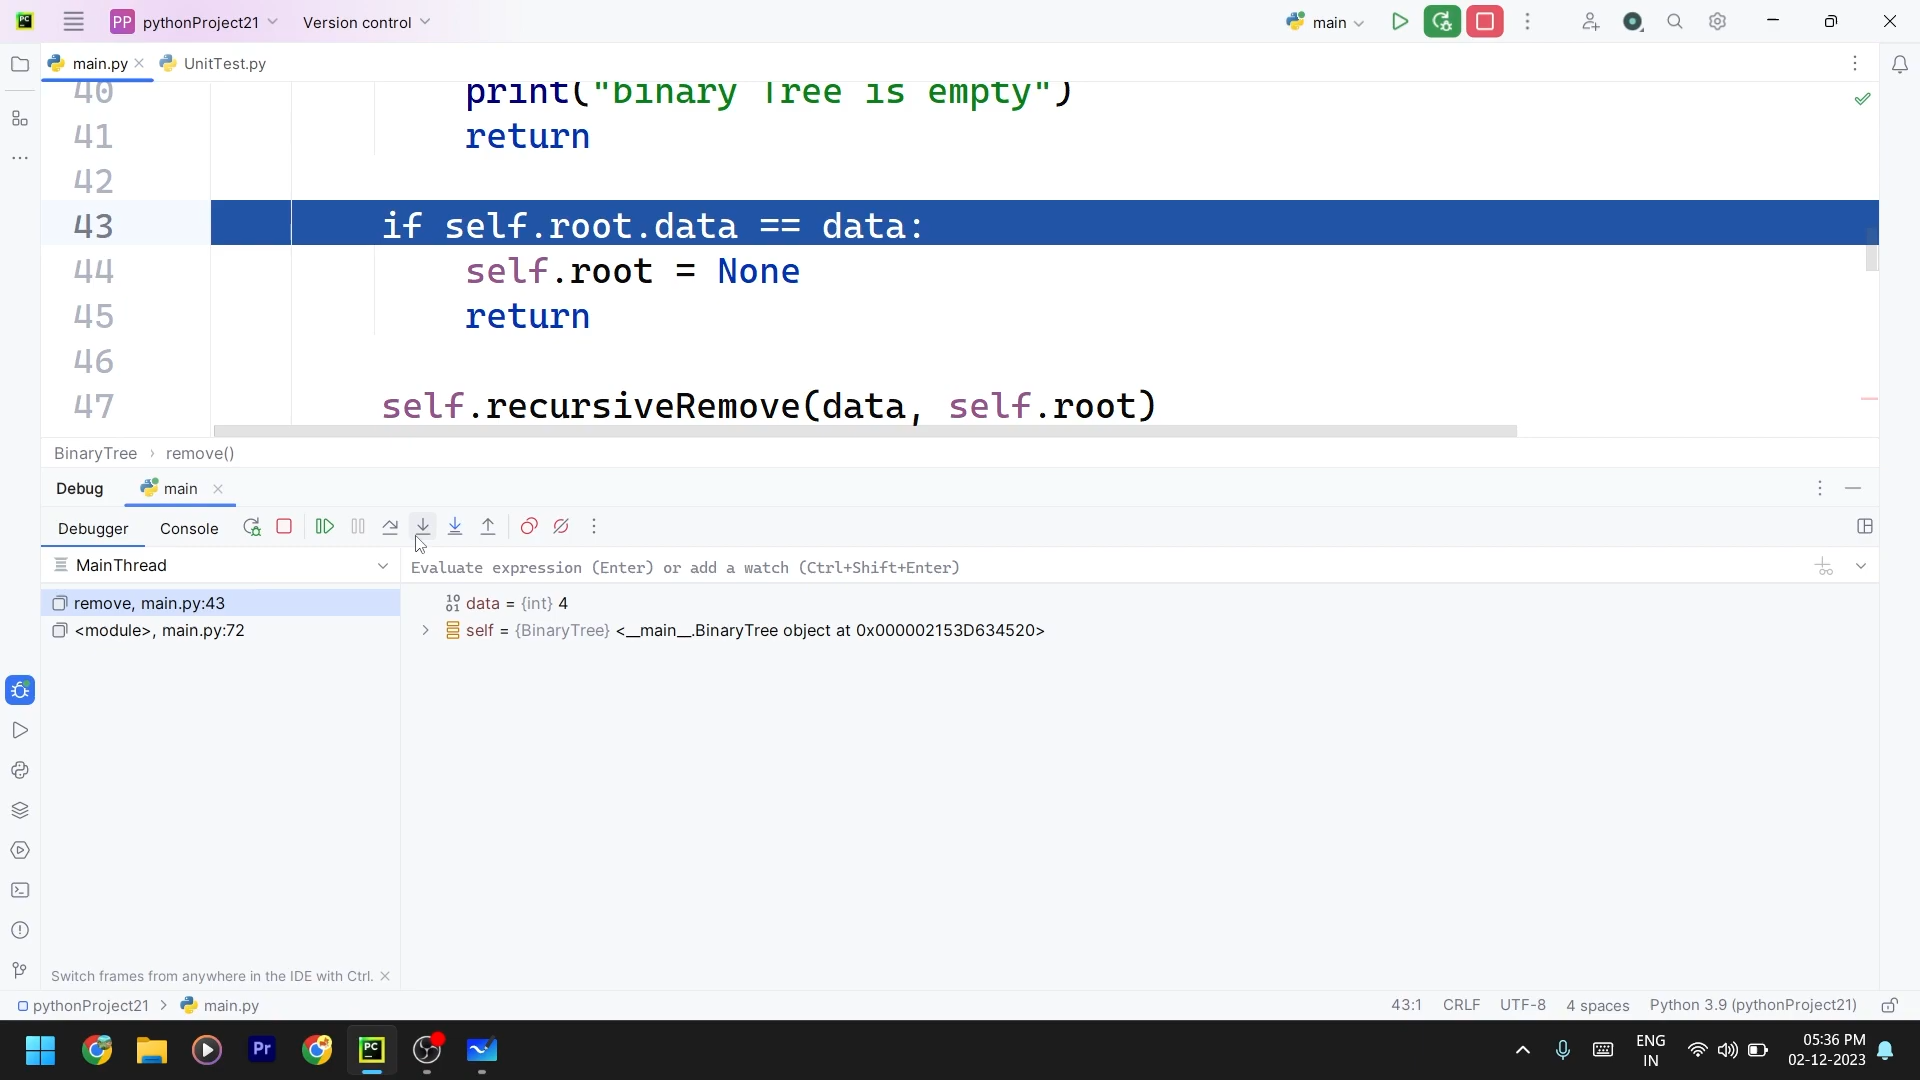 PC
PP pythonProject21
Version control
main
main.py
UnitTest.py
40 print("binary Tree is empty")
41 return
42
43 if self.root.data == data:
44 self.root = None
45 return
46
47 self.recursiveRemove(data, self.root)
BinaryTree > remove()
Debug
main
Debugger
Console
MainThread
Evaluate expression (Enter) or add a watch (Ctrl+Shift+Enter)
remove, main.py:43
<module>, main.py:72
data = {int} 4
self = {BinaryTree} <__main__.BinaryTree object at 0x000002153D634520>
Switch frames from anywhere in the IDE with Ctrl.
pythonProject21 > main.py
43:1 CRLF UTF-8 4 spaces Python 3.9 (pythonProject21)
Pr
PC
ENG
IN
05:36 PM
02-12-2023